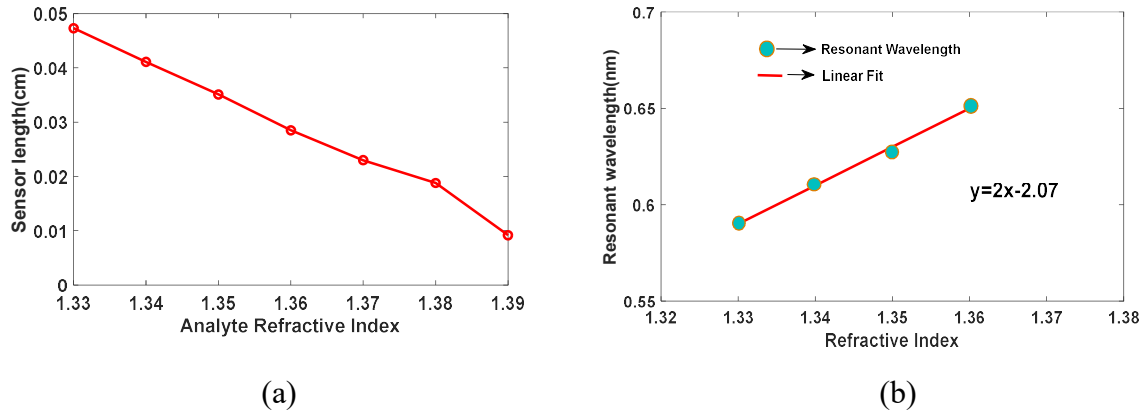 0.05
0.04
0.03
0.02
0.01
0
Sensor length(cm)
1.33 1.34 1.35 1.36 1.37 1.38 1.39
Analyte Refractive Index
(a)
0.7
0.65
0.6
0.55
Resonant wavelength(nm)
Resonant Wavelength
Linear Fit
y=2x-2.07
1.32 1.33 1.34 1.35 1.36 1.37 1.38
Refractive Index
(b)